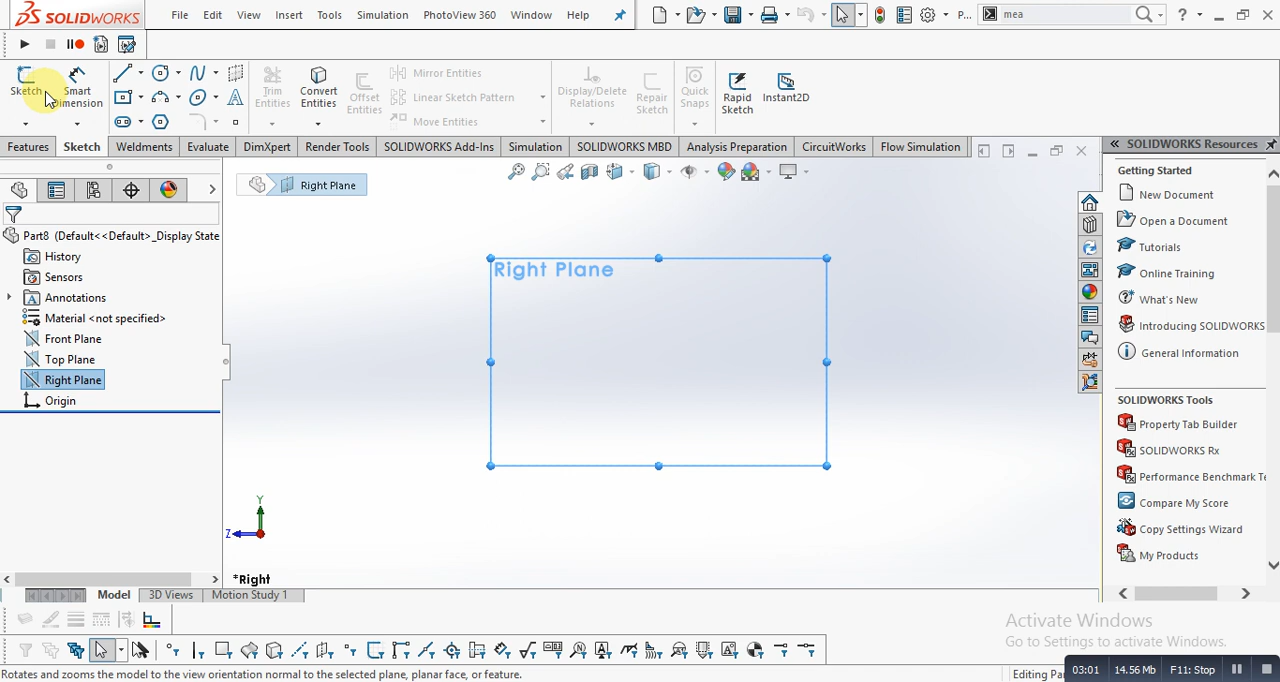 SOLIDWORKS File Edit View Insert Tools Simulation PhotoView 360 Window Help P... mea
Sketch Smart Dimension Trim Entities Convert Entities Offset Entities Mirror Entities Linear Sketch Pattern Move Entities Display/Delete Relations Repair Sketch Quick Snaps Rapid Sketch Instant2D
Features Sketch Weldments Evaluate DimXpert Render Tools SOLIDWORKS Add-Ins Simulation SOLIDWORKS MBD Analysis Preparation CircuitWorks Flow Simulation
Right Plane
Part8 (Default<<Default>_Display State
History
Sensors
Annotations
Material <not specified>
Front Plane
Top Plane
Right Plane
Origin
Right Plane
Y
Z
*Right
SOLIDWORKS Resources
Getting Started
New Document
Open a Document
Tutorials
Online Training
What's New
Introducing SOLIDWORKS
General Information
SOLIDWORKS Tools
Property Tab Builder
SOLIDWORKS Rx
Performance Benchmark Te
Compare My Score
Copy Settings Wizard
My Products
Model 3D Views Motion Study 1
Activate Windows
Go to Settings to activate Windows.
Rotates and zooms the model to the view orientation normal to the selected plane, planar face, or feature.
Editing Pa
03:01 14.56 Mb F11: Stop